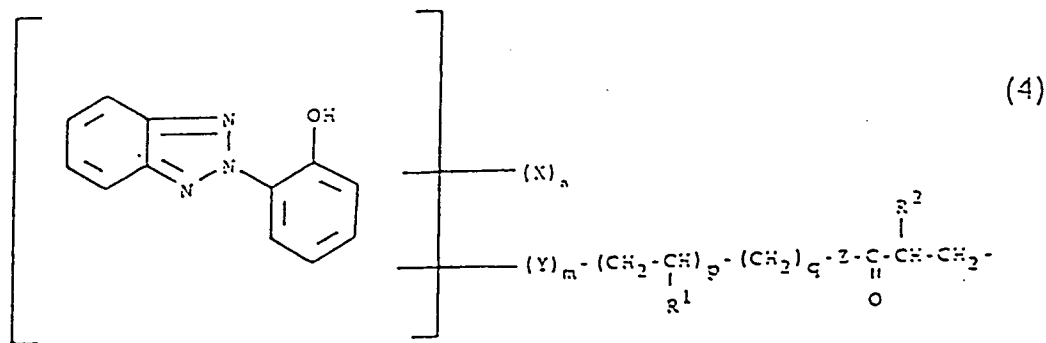 (4)
N
OH
N
N
(X)n
R²
(Y)m-(CH2-CH)p-(CH2)q-Z-C-CH-CH2-
R¹
O